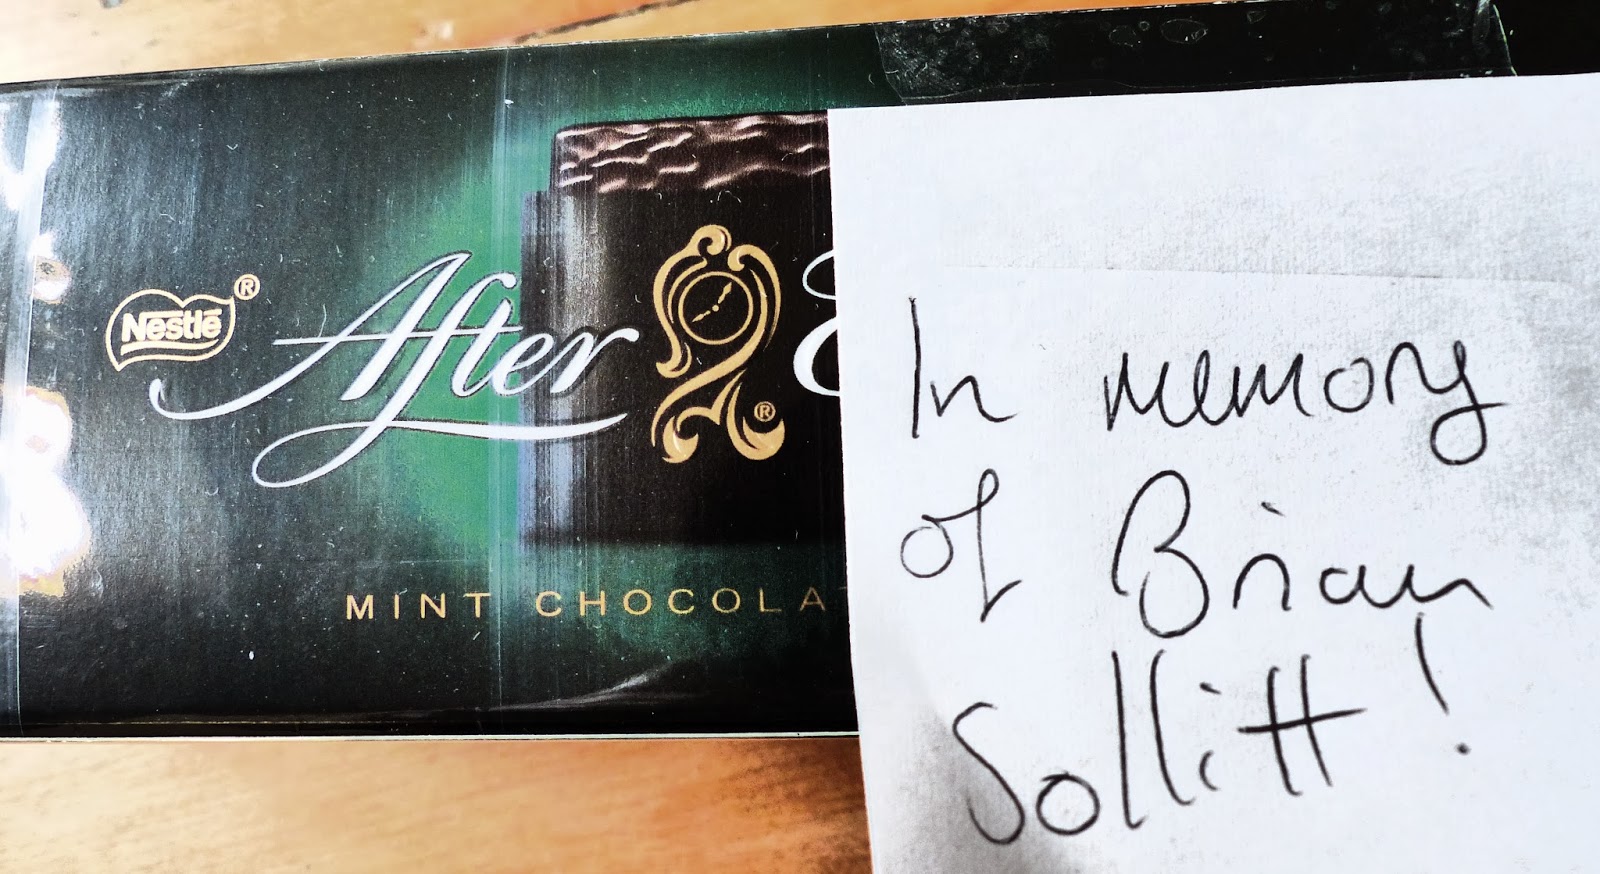 Nestlé®
After
®
MINT CHOCOLA
In memory
of Brian
Sollitt!